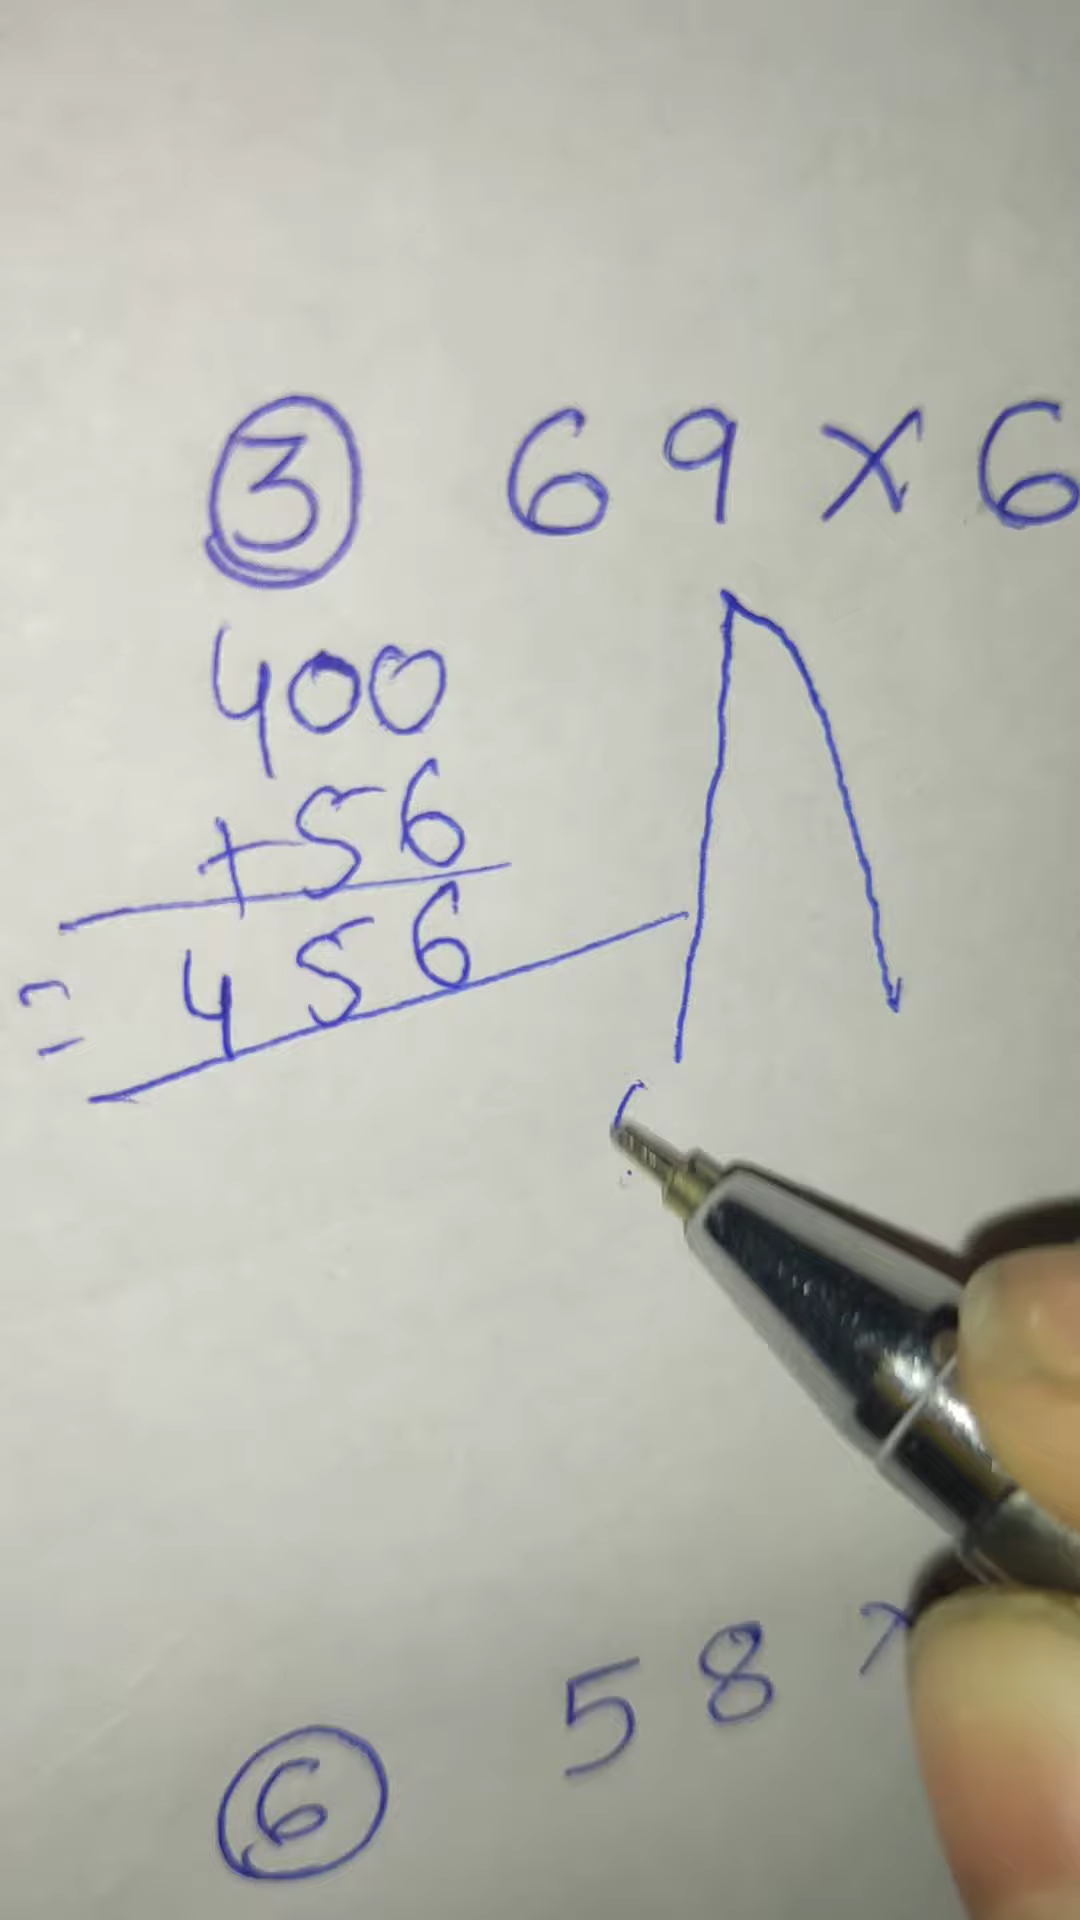 ③ 69 × 6
400
+56
= 456
⑥ 58 ×